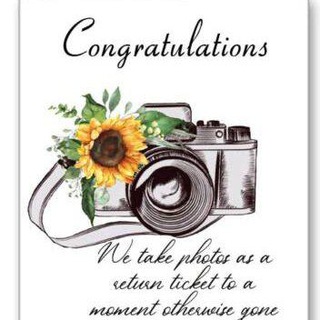 Congratulations
We take photos as a
return ticket to a
moment otherwise gone